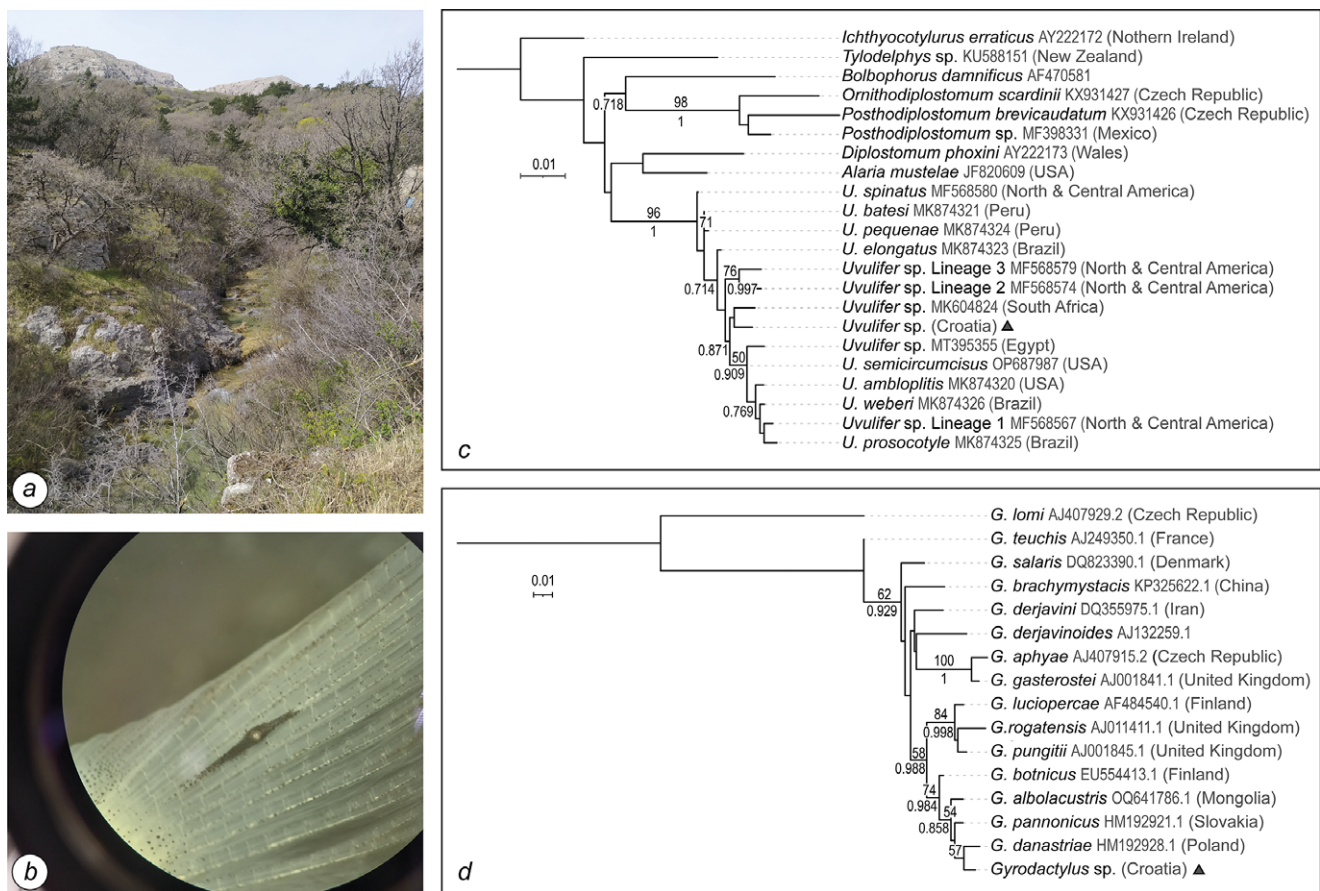 a
b
c
Ichthyocotylurus erraticus AY222172 (Nothern Ireland)
Tylodelphys sp. KU588151 (New Zealand)
Bolbophorus damnificus AF470581
0.718
98
1
Ornithodiplostomum scardinii KX931427 (Czech Republic)
Posthodiplostomum brevicaudatum KX931426 (Czech Republic)
Posthodiplostomum sp. MF398331 (Mexico)
0.01
Diplostomum phoxini AY222173 (Wales)
Alaria mustelae JF820609 (USA)
U. spinatus MF568580 (North & Central America)
96
1
71
U. batesi MK874321 (Peru)
U. pequenae MK874324 (Peru)
U. elongatus MK874323 (Brazil)
0.714
76
0.997
Uvulifer sp. Lineage 3 MF568579 (North & Central America)
Uvulifer sp. Lineage 2 MF568574 (North & Central America)
Uvulifer sp. MK604824 (South Africa)
Uvulifer sp. (Croatia)
0.871
50
0.909
Uvulifer sp. MT395355 (Egypt)
U. semicircumcisus OP687987 (USA)
U. ambloplitis MK874320 (USA)
0.769
U. weberi MK874326 (Brazil)
Uvulifer sp. Lineage 1 MF568567 (North & Central America)
U. prosocotyle MK874325 (Brazil)
d
G. lomi AJ407929.2 (Czech Republic)
G. teuchis AJ249350.1 (France)
G. salaris DQ823390.1 (Denmark)
0.01
62
0.929
G. brachymystacis KP325622.1 (China)
G. derjavini DQ355975.1 (Iran)
G. derjavinoides AJ132259.1
100
1
G. aphyae AJ407915.2 (Czech Republic)
G. gasterostei AJ001841.1 (United Kingdom)
G. luciopercae AF484540.1 (Finland)
84
0.998
G.rogatensis AJ011411.1 (United Kingdom)
G. pungitii AJ001845.1 (United Kingdom)
58
0.988
G. botnicus EU554413.1 (Finland)
74
0.984
G. albolacustris OQ641786.1 (Mongolia)
54
0.858
G. pannonicus HM192921.1 (Slovakia)
G. danastriae HM192928.1 (Poland)
57
Gyrodactylus sp. (Croatia)